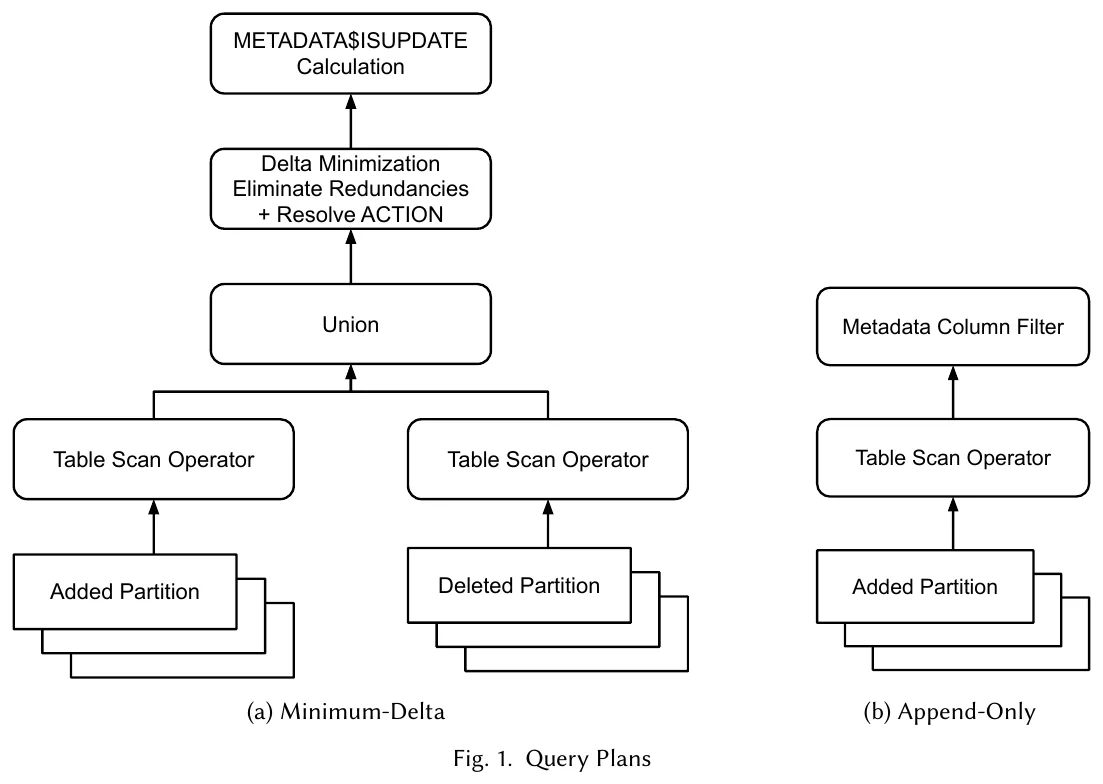 METADATA$ISUPDATE
Calculation
Delta Minimization
Eliminate Redundancies
+ Resolve ACTION
Union
Table Scan Operator
Table Scan Operator
Added Partition
Deleted Partition
(a) Minimum-Delta
Metadata Column Filter
Table Scan Operator
Added Partition
(b) Append-Only
Fig. 1. Query Plans